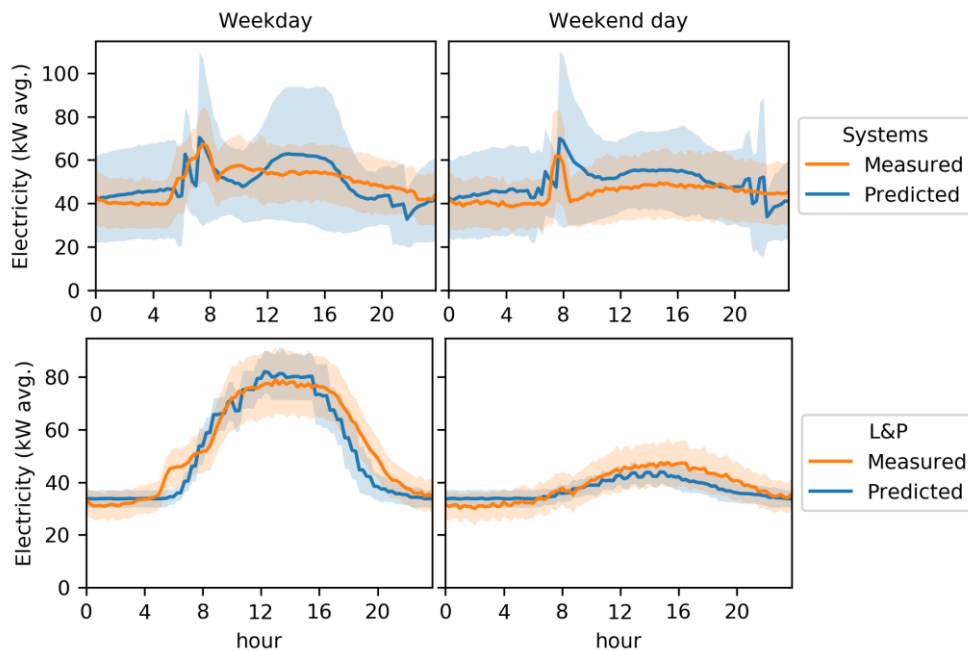 Weekday Weekend day
Electricity (kW avg.)
100
80
60
40
20
0
0 4 8 12 16 20 0 4 8 12 16 20
Systems
Measured
Predicted
Electricity (kW avg.)
80
60
40
20
0
0 4 8 12 16 20 0 4 8 12 16 20
hour hour
L&P
Measured
Predicted